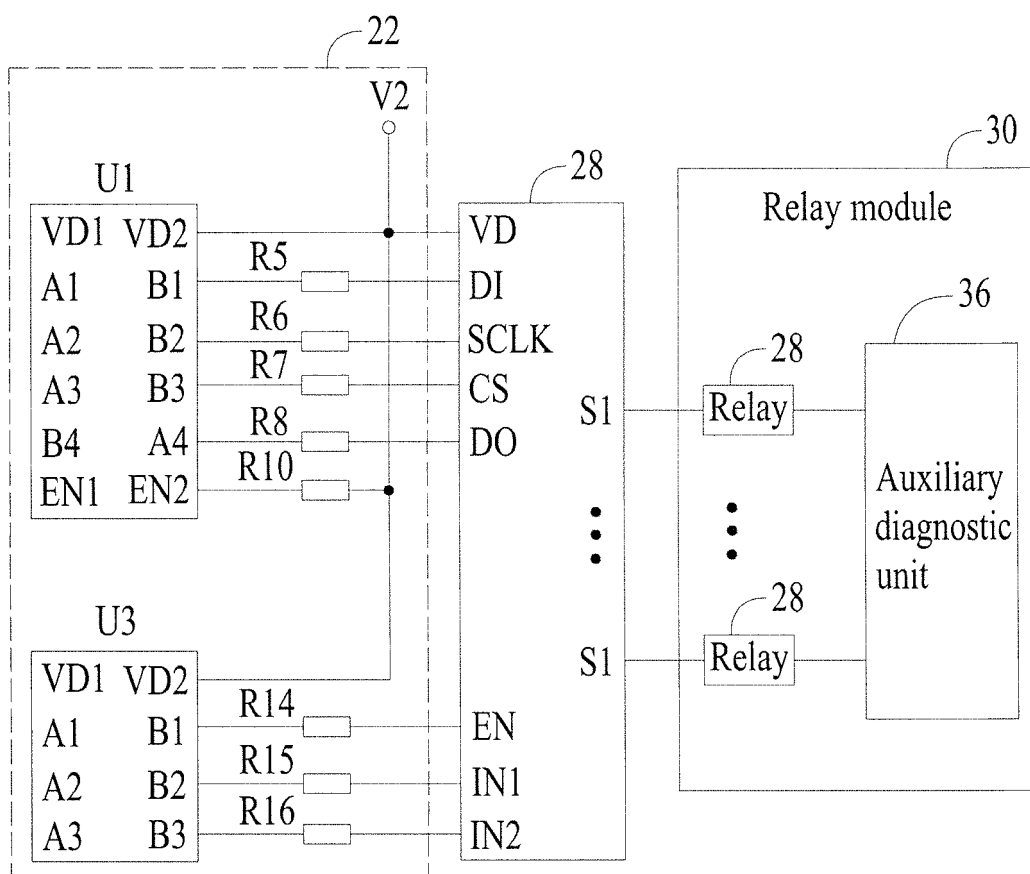 22
V2
U1
VD1 VD2
A1 B1
A2 B2
A3 B3
B4 A4
EN1 EN2
R5
R6
R7
R8
R10
U3
VD1 VD2
A1 B1
A2 B2
A3 B3
R14
R15
R16
28
VD
DI
SCLK
CS
DO
S1
S1
EN
IN1
IN2
30
Relay module
28
Relay
28
Relay
36
Auxiliary
diagnostic
unit